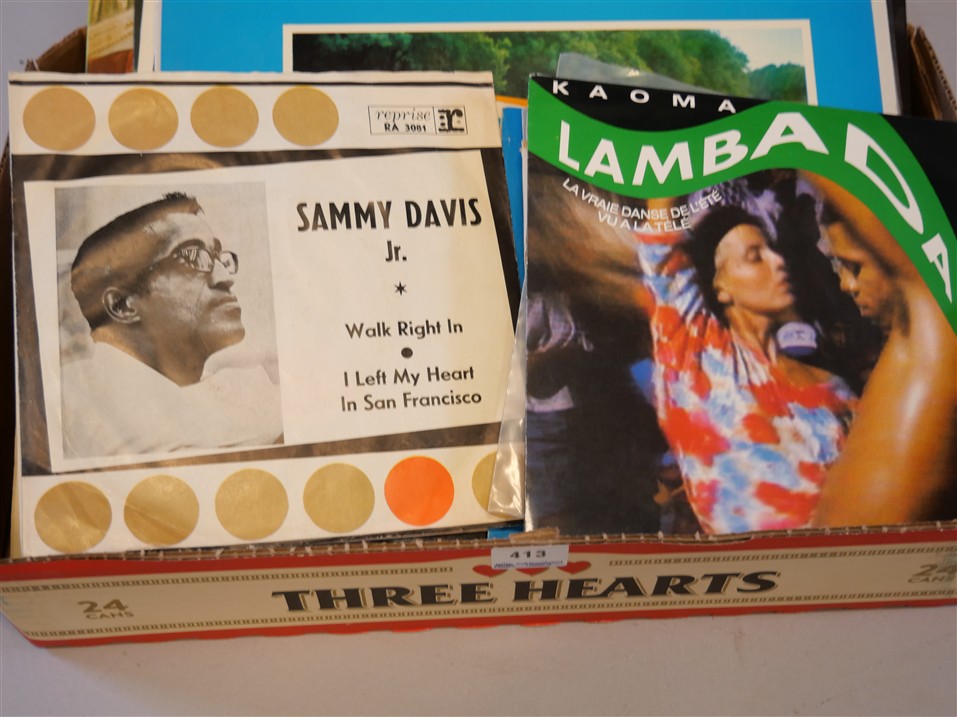 reprise
RA 3081
SAMMY DAVIS
Jr.
Walk Right In
I Left My Heart
In San Francisco
KAOMA
LAMBADA
LA VRAIE DANSE DE L'ÉTÉ
VU A LA TÉLÉ
413
24
CANS
THREE HEARTS
24
CANS